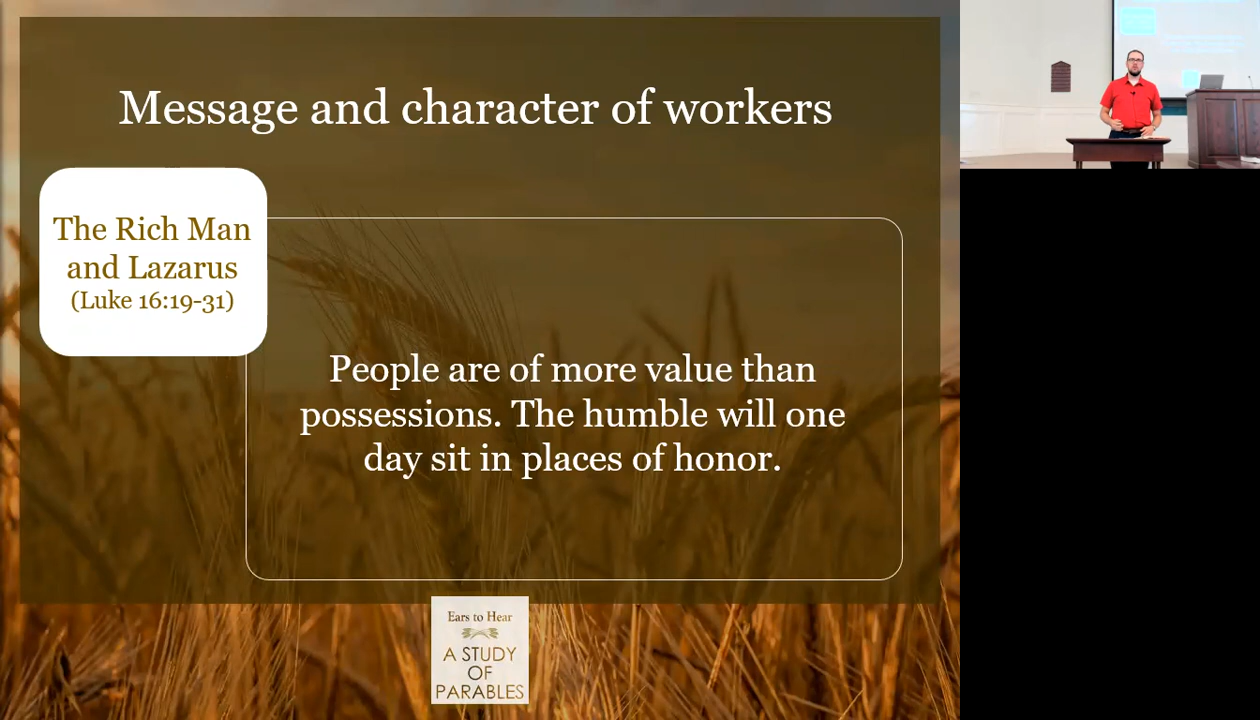 Message and character of workers
The Rich Man
and Lazarus
(Luke 16:19-31)
People are of more value than
possessions. The humble will one
day sit in places of honor.
Ears to Hear
A STUDY
OF
PARABLES